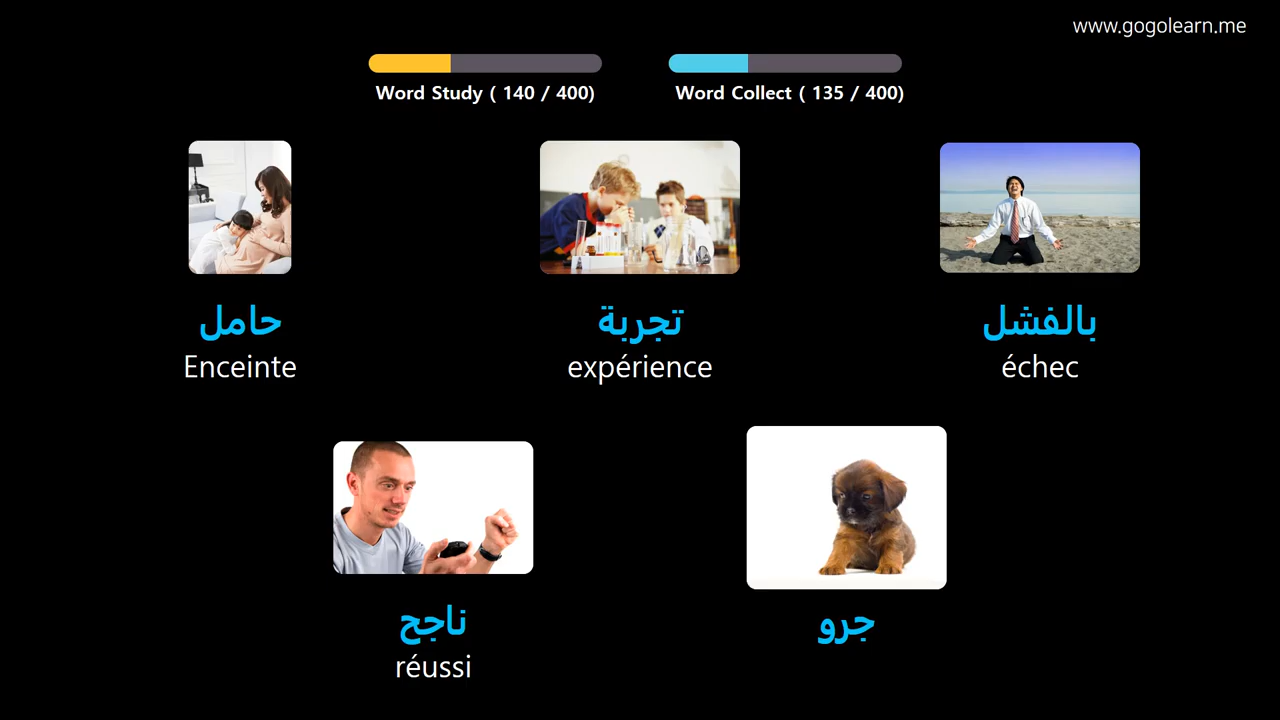 www.gogolearn.me
Word Study ( 140 / 400)
Word Collect ( 135 / 400)
حامل
Enceinte
تجربة
expérience
بالفشل
échec
ناجح
réussi
جرو